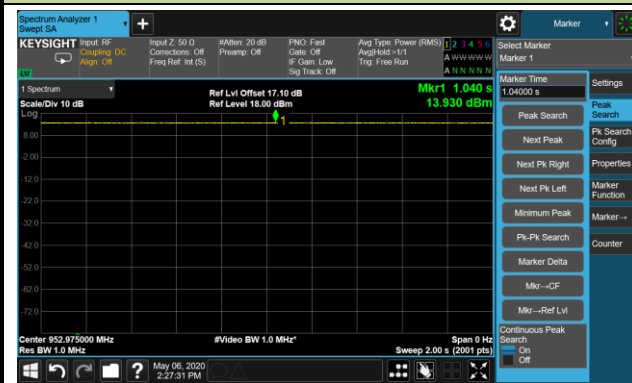 Spectrum Analyzer 1
Swept SA
+
Marker
KEYSIGHT
Input: RF
Coupling: DC
Align: Off
Input Z: 50 Ω
Corrections: Off
Freq Ref: Int (S)
#Atten: 20 dB
Preamp: Off
PNO: Fast
Gate: Off
IF Gain: Low
Sig Track: Off
Avg Type: Power (RMS)
Avg|Hold:>1/1
Trig: Free Run
1 2 3 4 5 6
A W W W W W
A N N N N N
Select Marker
Marker 1
1 Spectrum
Scale/Div 10 dB
Log
Ref Lvl Offset 17.10 dB
Ref Level 18.00 dBm
Mkr1 1.040 s
13.930 dBm
1
8.00
-2.00
-12.0
-22.0
-32.0
-42.0
-52.0
-62.0
-72.0
Center 952.975000 MHz
Res BW 1.0 MHz
#Video BW 1.0 MHz*
Span 0 Hz
Sweep 2.00 s (2001 pts)
Marker Time
1.04000 s
Peak Search
Next Peak
Next Pk Right
Next Pk Left
Minimum Peak
Pk-Pk Search
Marker Delta
Mkr→CF
Mkr→Ref Lvl
Continuous Peak
Search
On
Off
Settings
Peak
Search
Pk Search
Config
Properties
Marker
Function
Marker→
Counter
?
May 06, 2020
2:27:31 PM